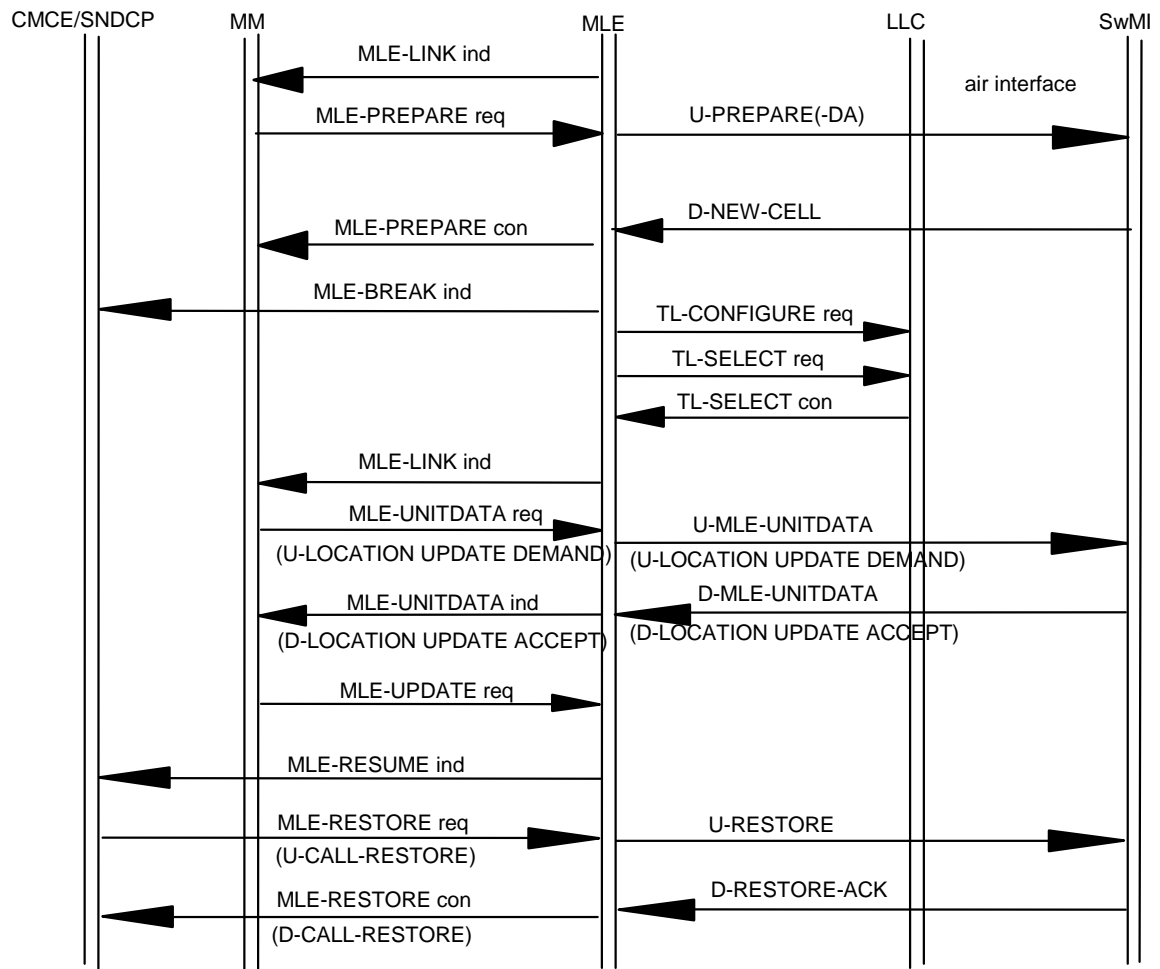 CMCE/SNDCP MM MLE LLC SwMI
MLE-LINK ind
air interface
MLE-PREPARE req U-PREPARE(-DA)
D-NEW-CELL
MLE-PREPARE con
MLE-BREAK ind
TL-CONFIGURE req
TL-SELECT req
TL-SELECT con
MLE-LINK ind
MLE-UNITDATA req U-MLE-UNITDATA
(U-LOCATION UPDATE DEMAND) (U-LOCATION UPDATE DEMAND)
MLE-UNITDATA ind D-MLE-UNITDATA
(D-LOCATION UPDATE ACCEPT) (D-LOCATION UPDATE ACCEPT)
MLE-UPDATE req
MLE-RESUME ind
MLE-RESTORE req U-RESTORE
(U-CALL-RESTORE)
MLE-RESTORE con D-RESTORE-ACK
(D-CALL-RESTORE)